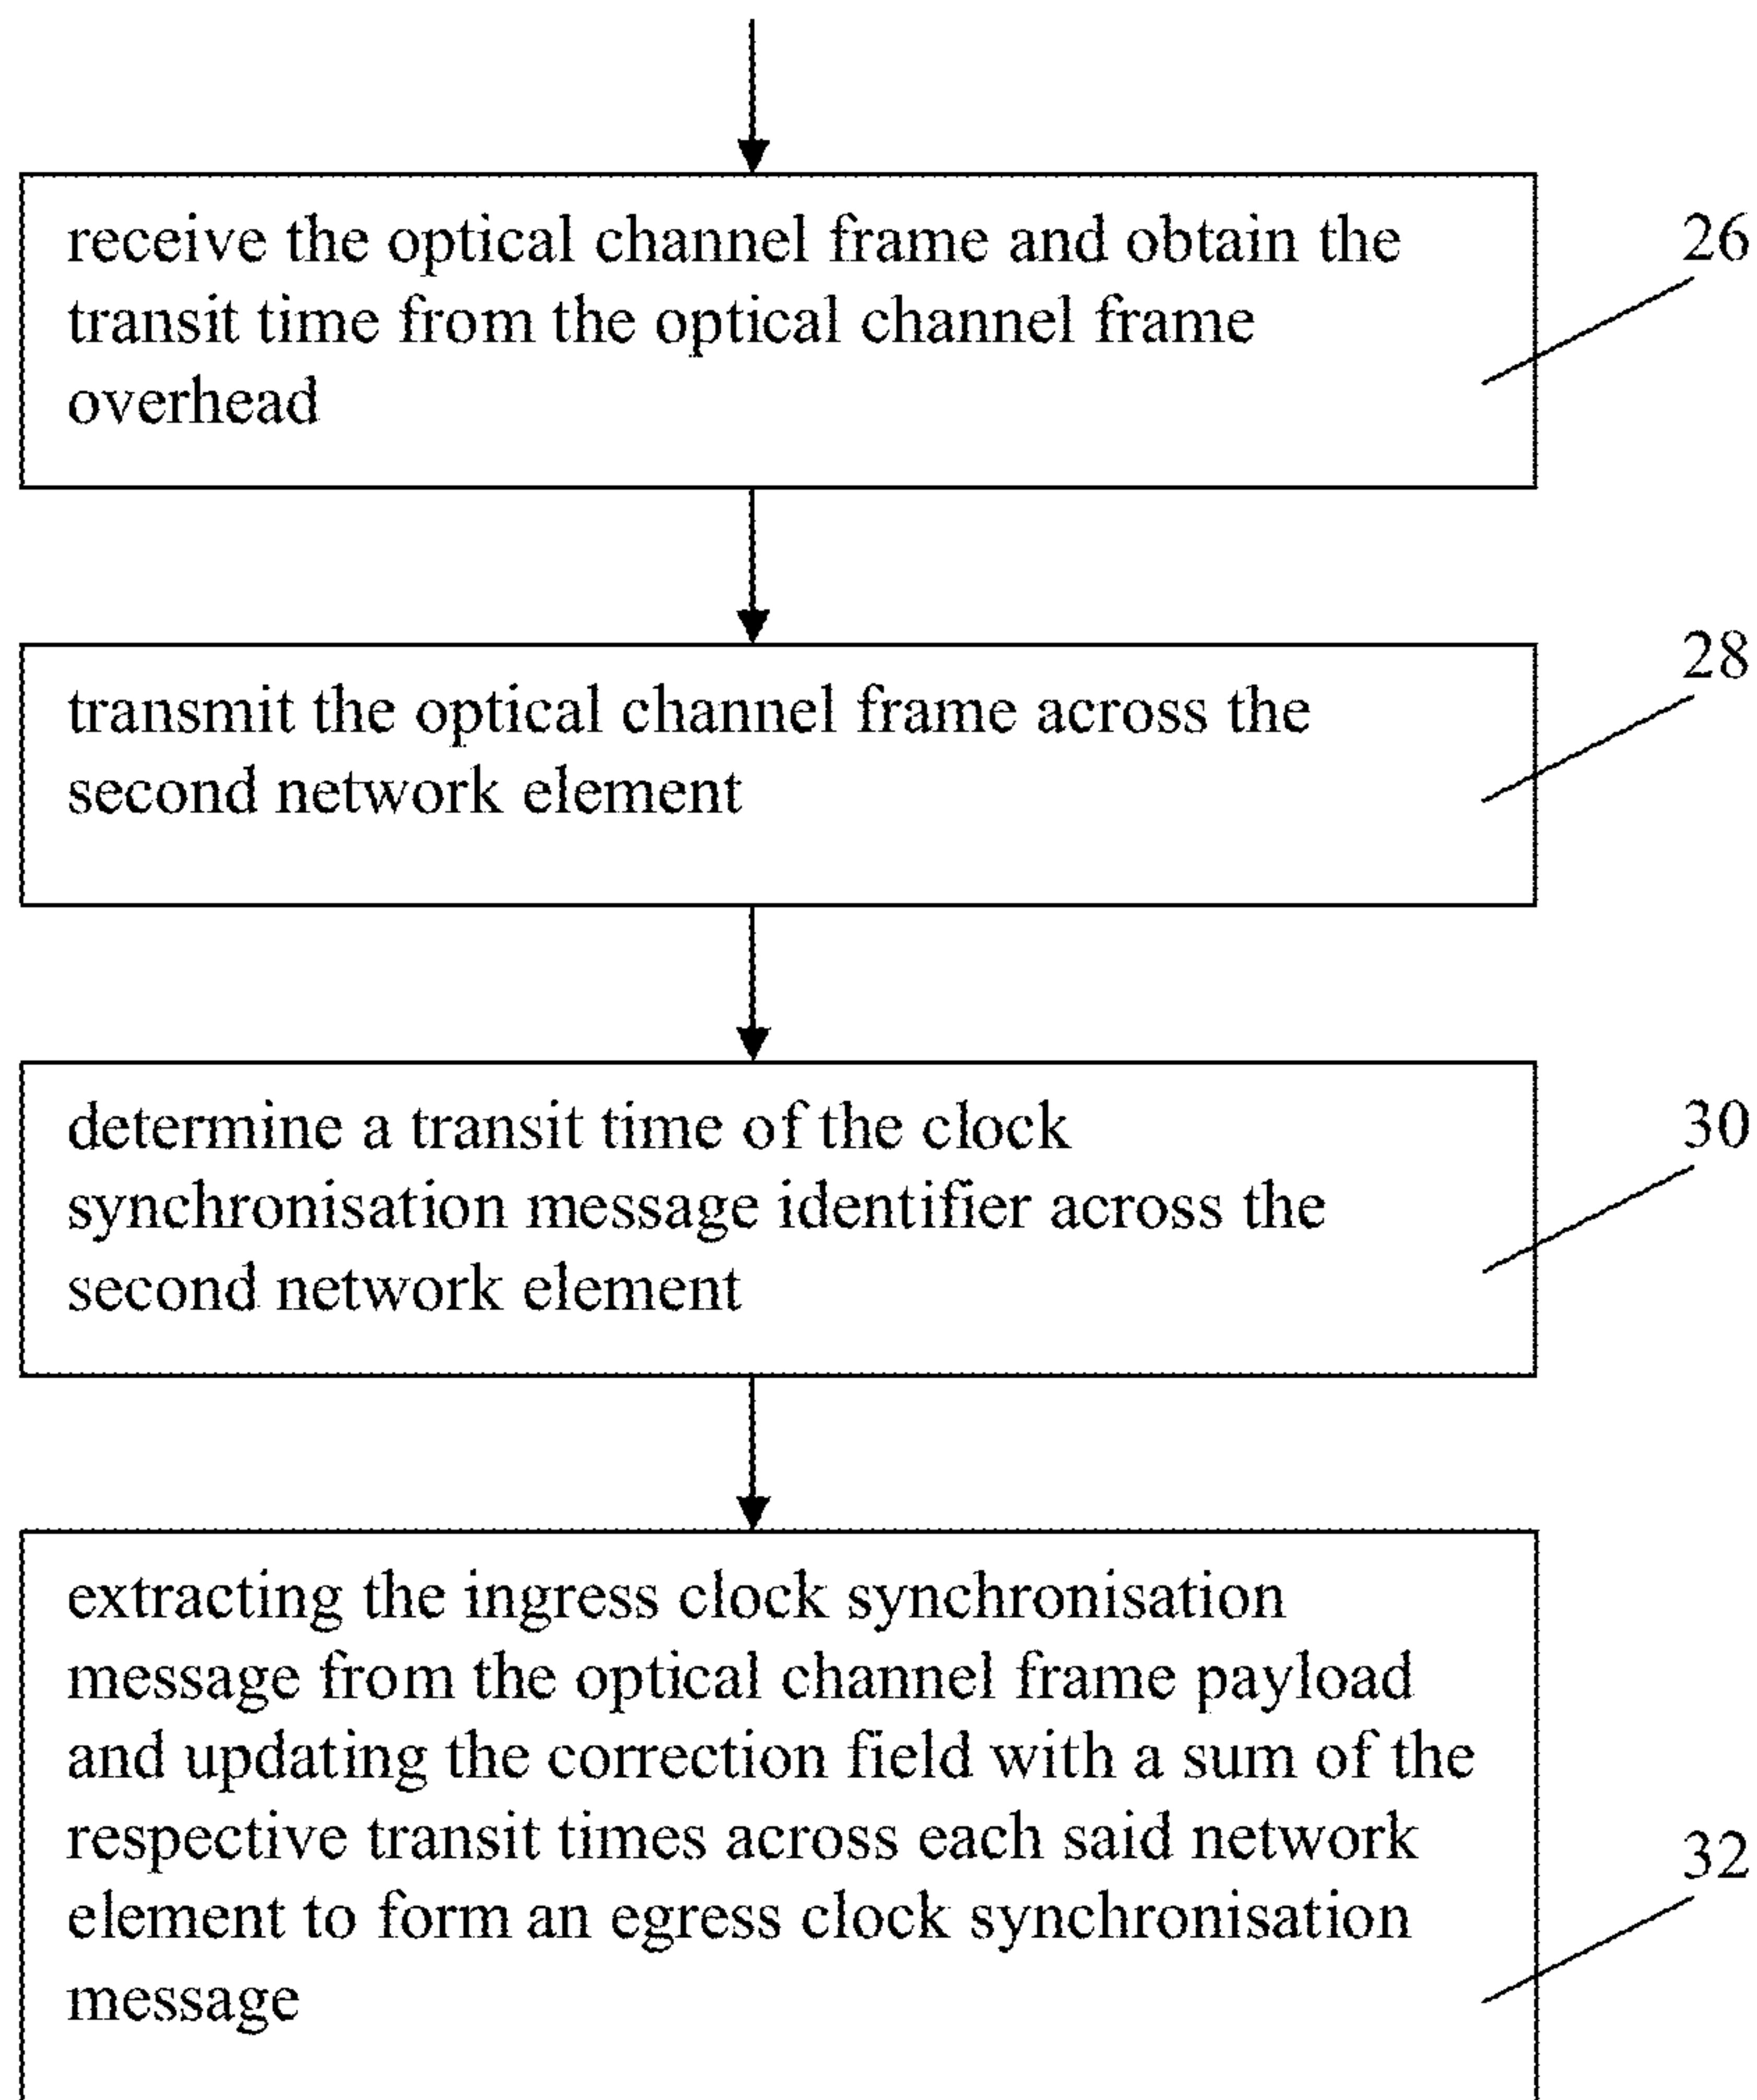 receive the optical channel frame and obtain the
transit time from the optical channel frame
overhead
26
transmit the optical channel frame across the
second network element
28
determine a transit time of the clock
synchronisation message identifier across the
second network element
30
extracting the ingress clock synchronisation
message from the optical channel frame payload
and updating the correction field with a sum of the
respective transit times across each said network
element to form an egress clock synchronisation
message
32